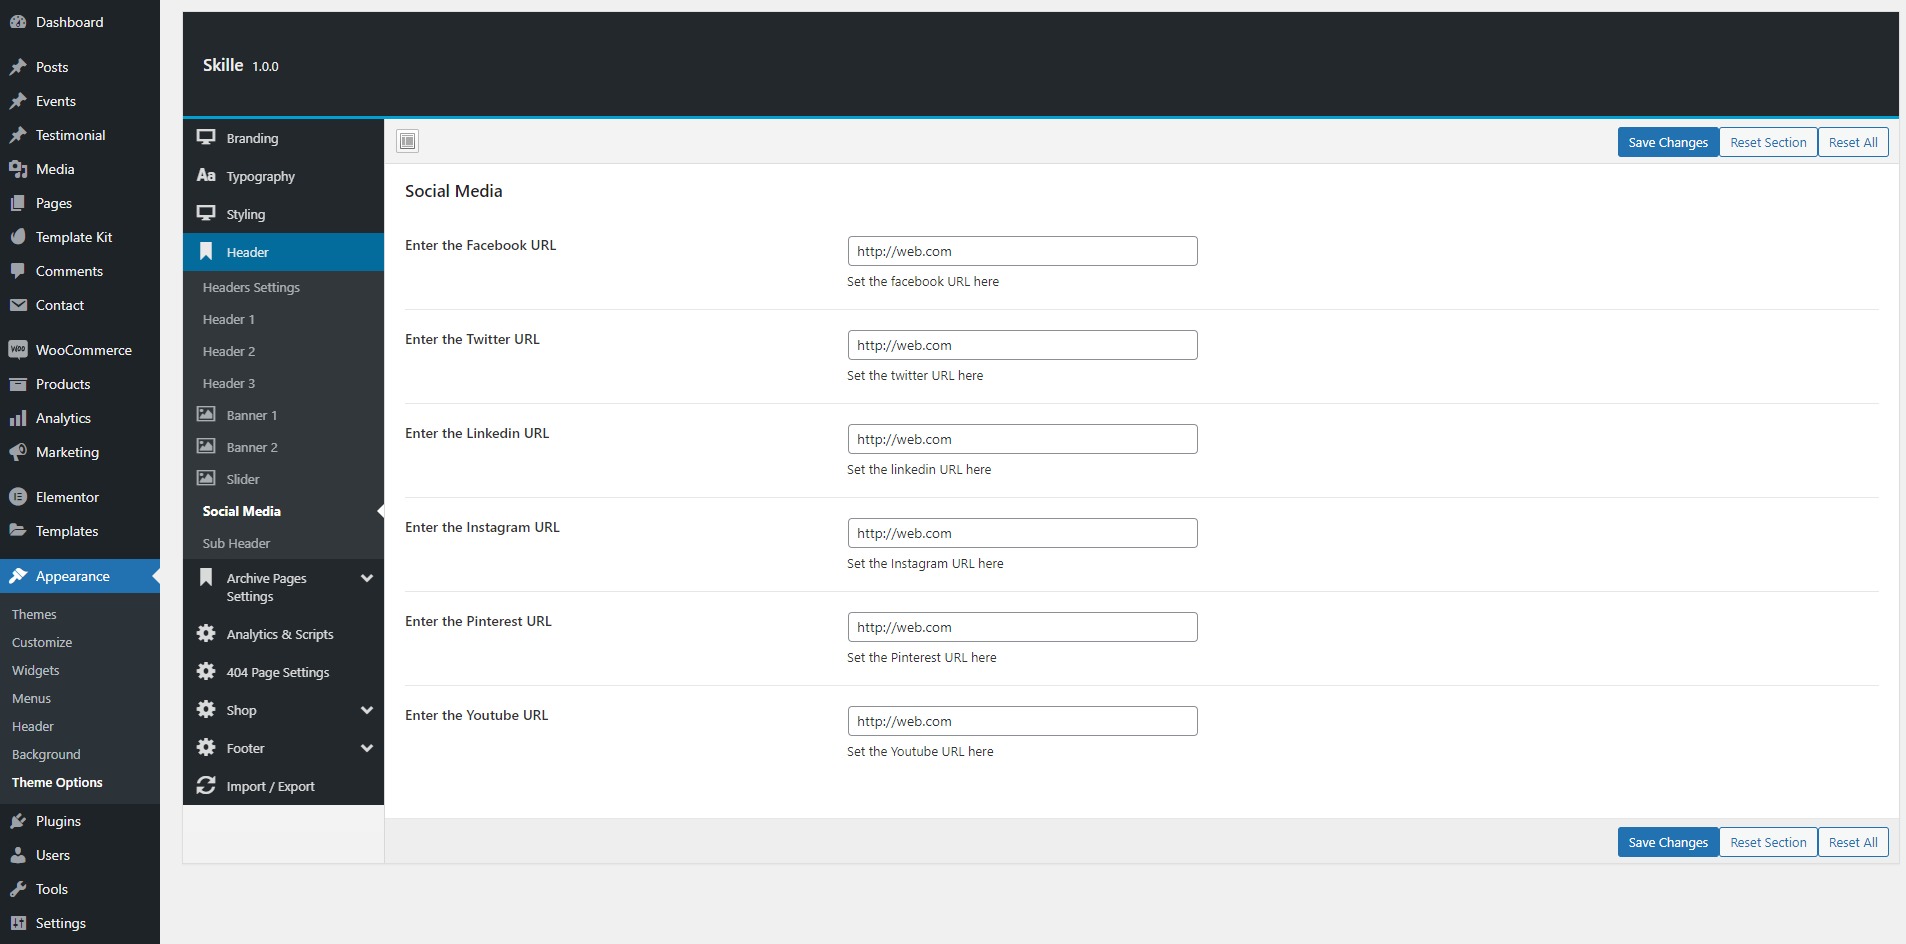 Dashboard
Posts
Events
Testimonial
Media
Pages
Template Kit
Comments
Contact
WooCommerce
Products
Analytics
Marketing
Elementor
Templates
Appearance
Themes
Customize
Widgets
Menus
Header
Background
Theme Options
Plugins
Users
Tools
Settings
Skille 1.0.0
Branding
Typography
Styling
Header
Headers Settings
Header 1
Header 2
Header 3
Banner 1
Banner 2
Slider
Social Media
Sub Header
Archive Pages
Settings
Analytics & Scripts
404 Page Settings
Shop
Footer
Import / Export
Save Changes Reset Section Reset All
Social Media
Enter the Facebook URL
http://web.com
Set the facebook URL here
Enter the Twitter URL
http://web.com
Set the twitter URL here
Enter the Linkedin URL
http://web.com
Set the linkedin URL here
Enter the Instagram URL
http://web.com
Set the Instagram URL here
Enter the Pinterest URL
http://web.com
Set the Pinterest URL here
Enter the Youtube URL
http://web.com
Set the Youtube URL here
Save Changes Reset Section Reset All